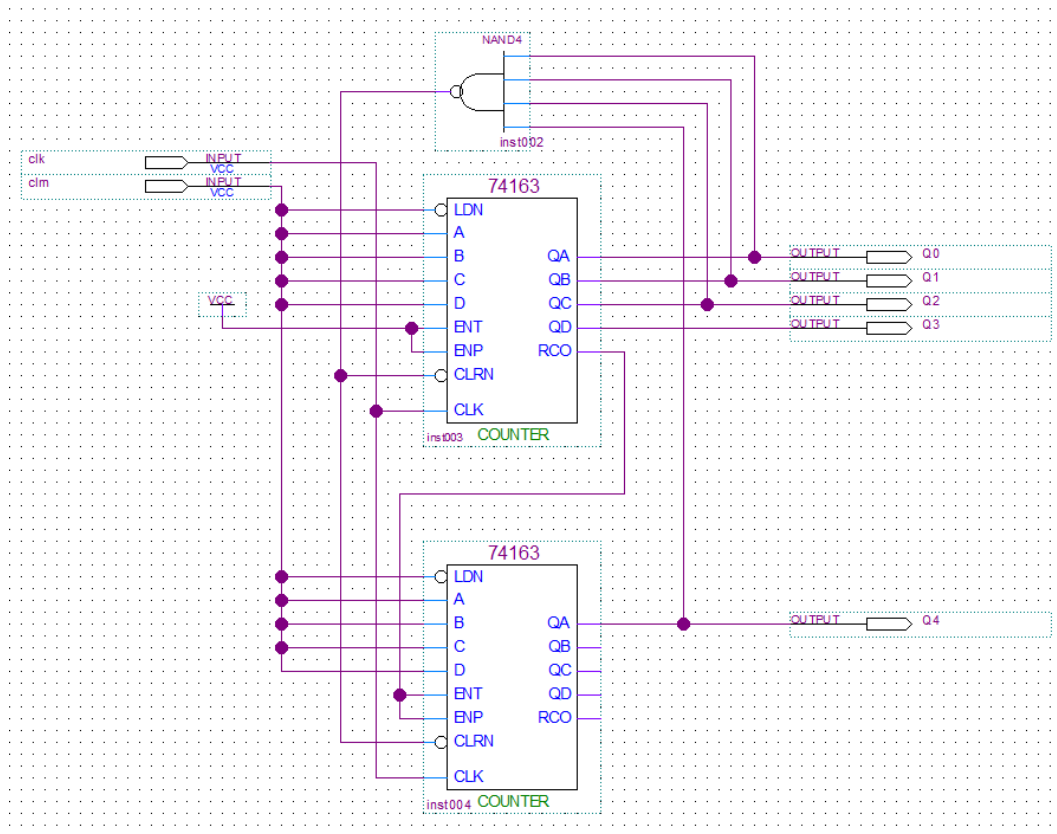 NAND4
inst002
clk INPUT
VCC
clrn INPUT
VCC
VCC
74163
LDN
A
B QA
C QB
D QC
ENT QD
ENP RCO
CLRN
CLK
inst003 COUNTER
OUTPUT Q0
OUTPUT Q1
OUTPUT Q2
OUTPUT Q3
74163
LDN
A
B QA
C QB
D QC
ENT QD
ENP RCO
CLRN
CLK
inst004 COUNTER
OUTPUT Q4